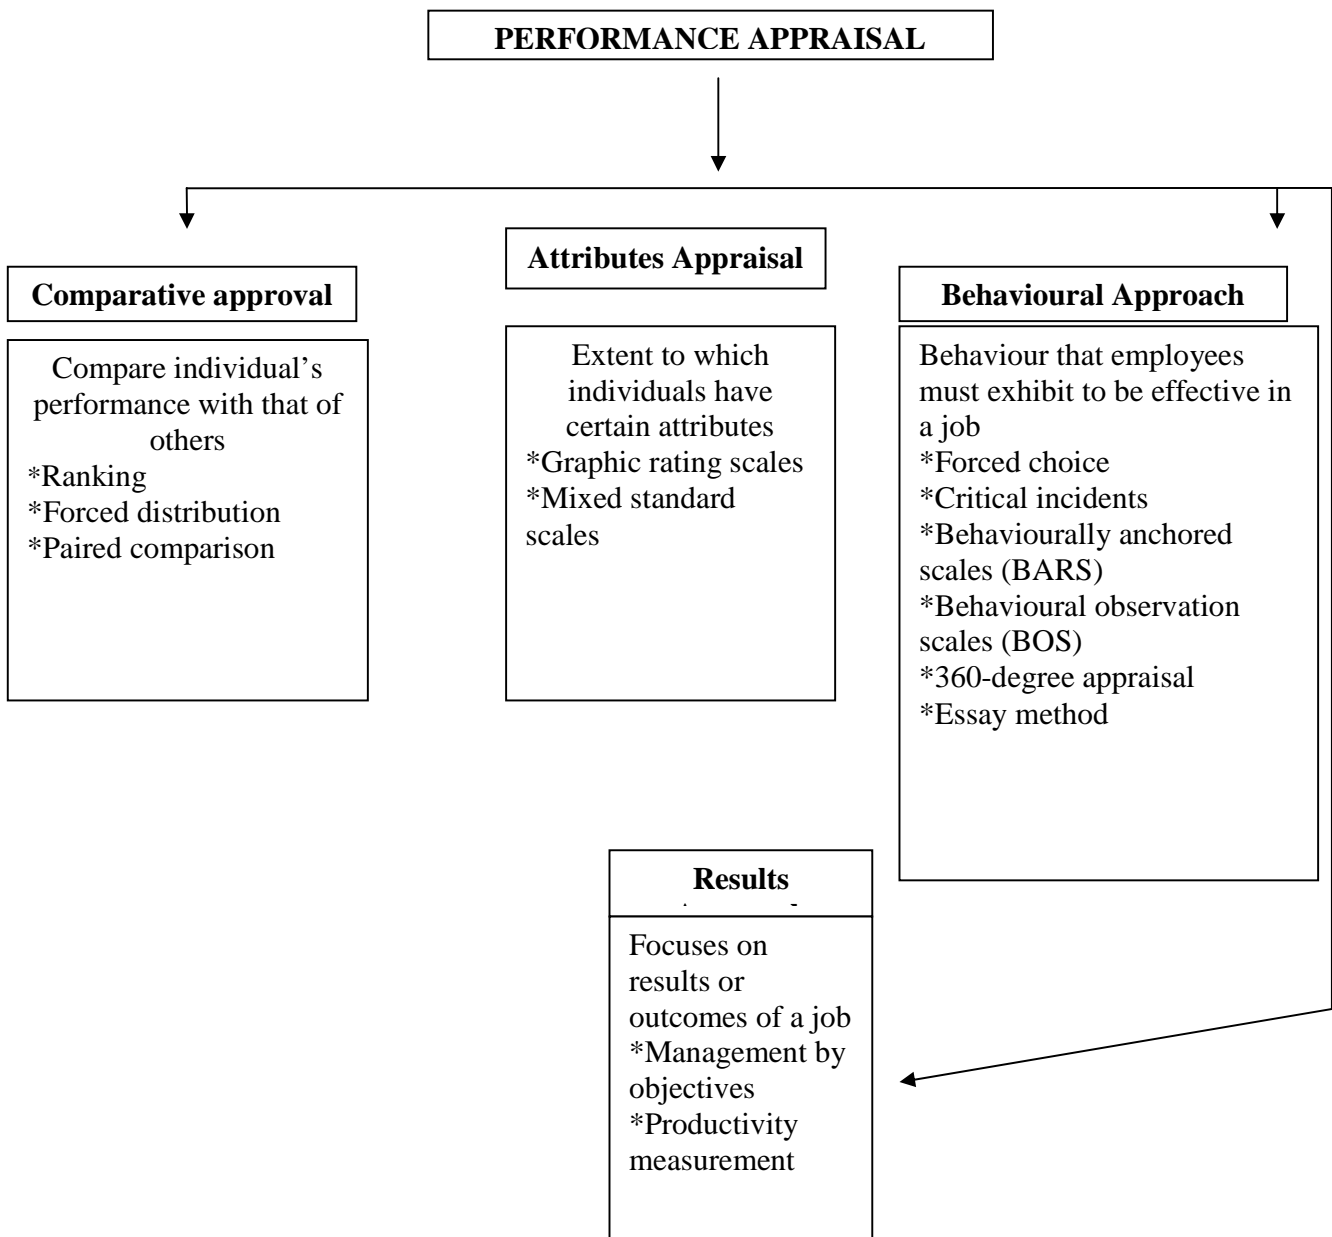 PERFORMANCE APPRAISAL
Comparative approval
Compare individual’s
performance with that of
others
*Ranking
*Forced distribution
*Paired comparison
Attributes Appraisal
Extent to which
individuals have
certain attributes
*Graphic rating scales
*Mixed standard
scales
Behavioural Approach
Behaviour that employees
must exhibit to be effective in
a job
*Forced choice
*Critical incidents
*Behaviourally anchored
scales (BARS)
*Behavioural observation
scales (BOS)
*360-degree appraisal
*Essay method
Results
Focuses on
results or
outcomes of a job
*Management by
objectives
*Productivity
measurement